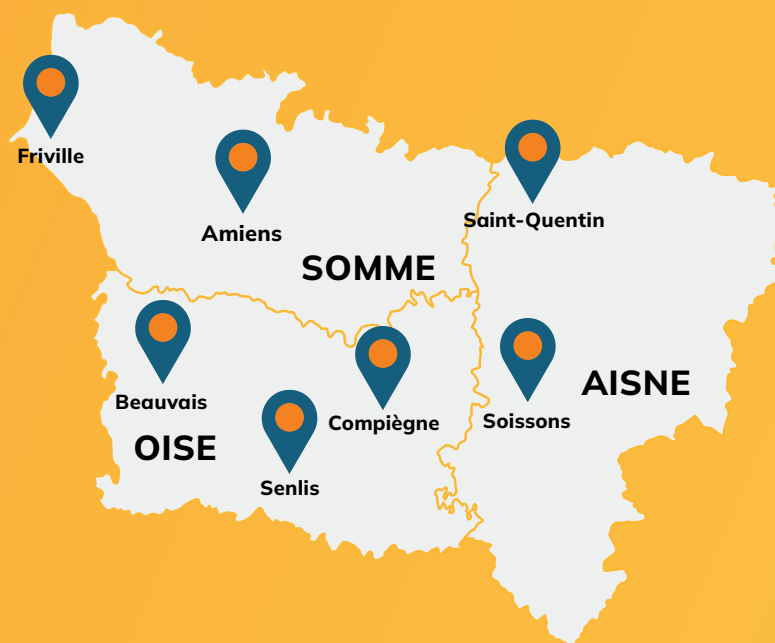 Friville
Amiens
Saint-Quentin
SOMME
Beauvais
Compiègne
Soissons
AISNE
OISE
Senlis